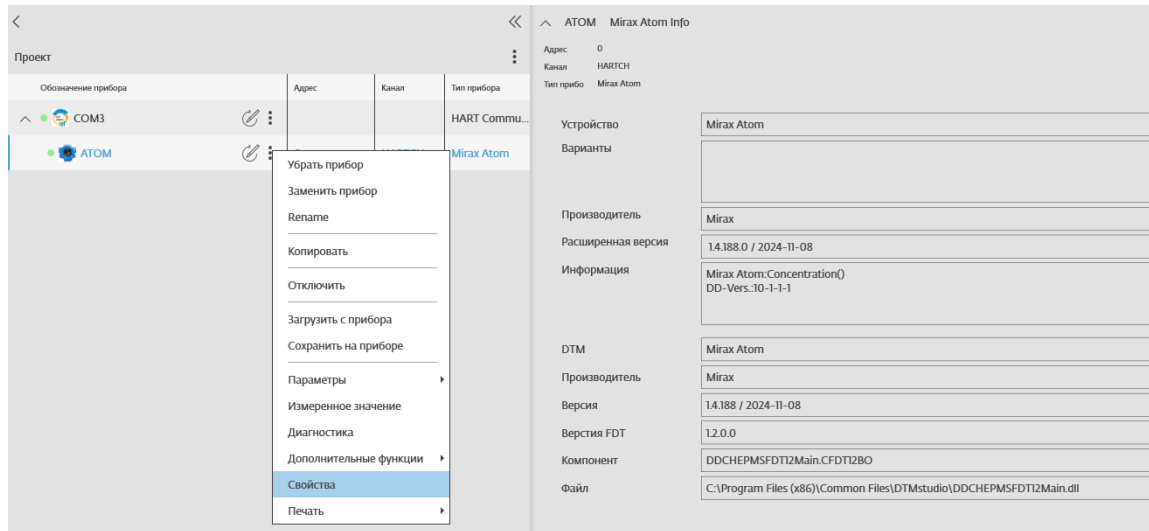 Проект
Обозначение прибора
Адрес
Канал
Тип прибора
COM3
HART Commu...
ATOM
Mirax Atom
Убрать прибор
Заменить прибор
Rename
Копировать
Отключить
Загрузить с прибора
Сохранить на приборе
Параметры
Измеренное значение
Диагностика
Дополнительные функции
Свойства
Печать
ATOM Mirax Atom Info
Адрес 0
Канал HARTCH
Тип прибо Mirax Atom
Устройство Mirax Atom
Варианты
Производитель Mirax
Расширенная версия 1.4.188.0 / 2024-11-08
Информация Mirax Atom:Concentration()
DD-Vers.:10-1-1-1
DTM Mirax Atom
Производитель Mirax
Версия 1.4.188 / 2024-11-08
Верстия FDT 1.2.0.0
Компонент DDCHEPMSFDT12Main.CFDT12BO
Файл C:\Program Files (x86)\Common Files\DTMstudio\DDCHEPMSFDT12Main.dll